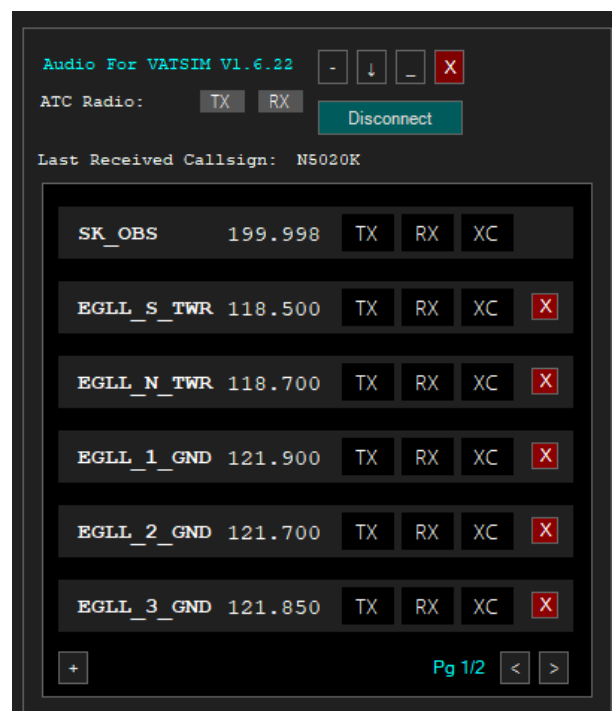 Audio For VATSIM V1.6.22 - ↓ _ X
ATC Radio: TX RX Disconnect
Last Received Callsign: N5020K
SK_OBS 199.998 TX RX XC
EGLL_S_TWR 118.500 TX RX XC X
EGLL_N_TWR 118.700 TX RX XC X
EGLL_1_GND 121.900 TX RX XC X
EGLL_2_GND 121.700 TX RX XC X
EGLL_3_GND 121.850 TX RX XC X
+ Pg 1/2 < >